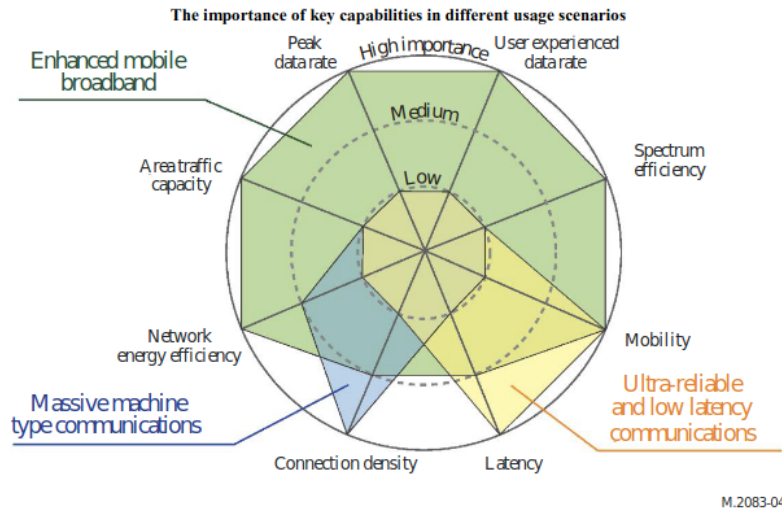 The importance of key capabilities in different usage scenarios
Peak
data rate
High importance
User experienced
data rate
Enhanced mobile
broadband
Medium
Area traffic
capacity
Low
Spectrum
efficiency
Network
energy efficiency
Mobility
Massive machine
type communications
Ultra-reliable
and low latency
communications
Connection density
Latency
M.2083-04